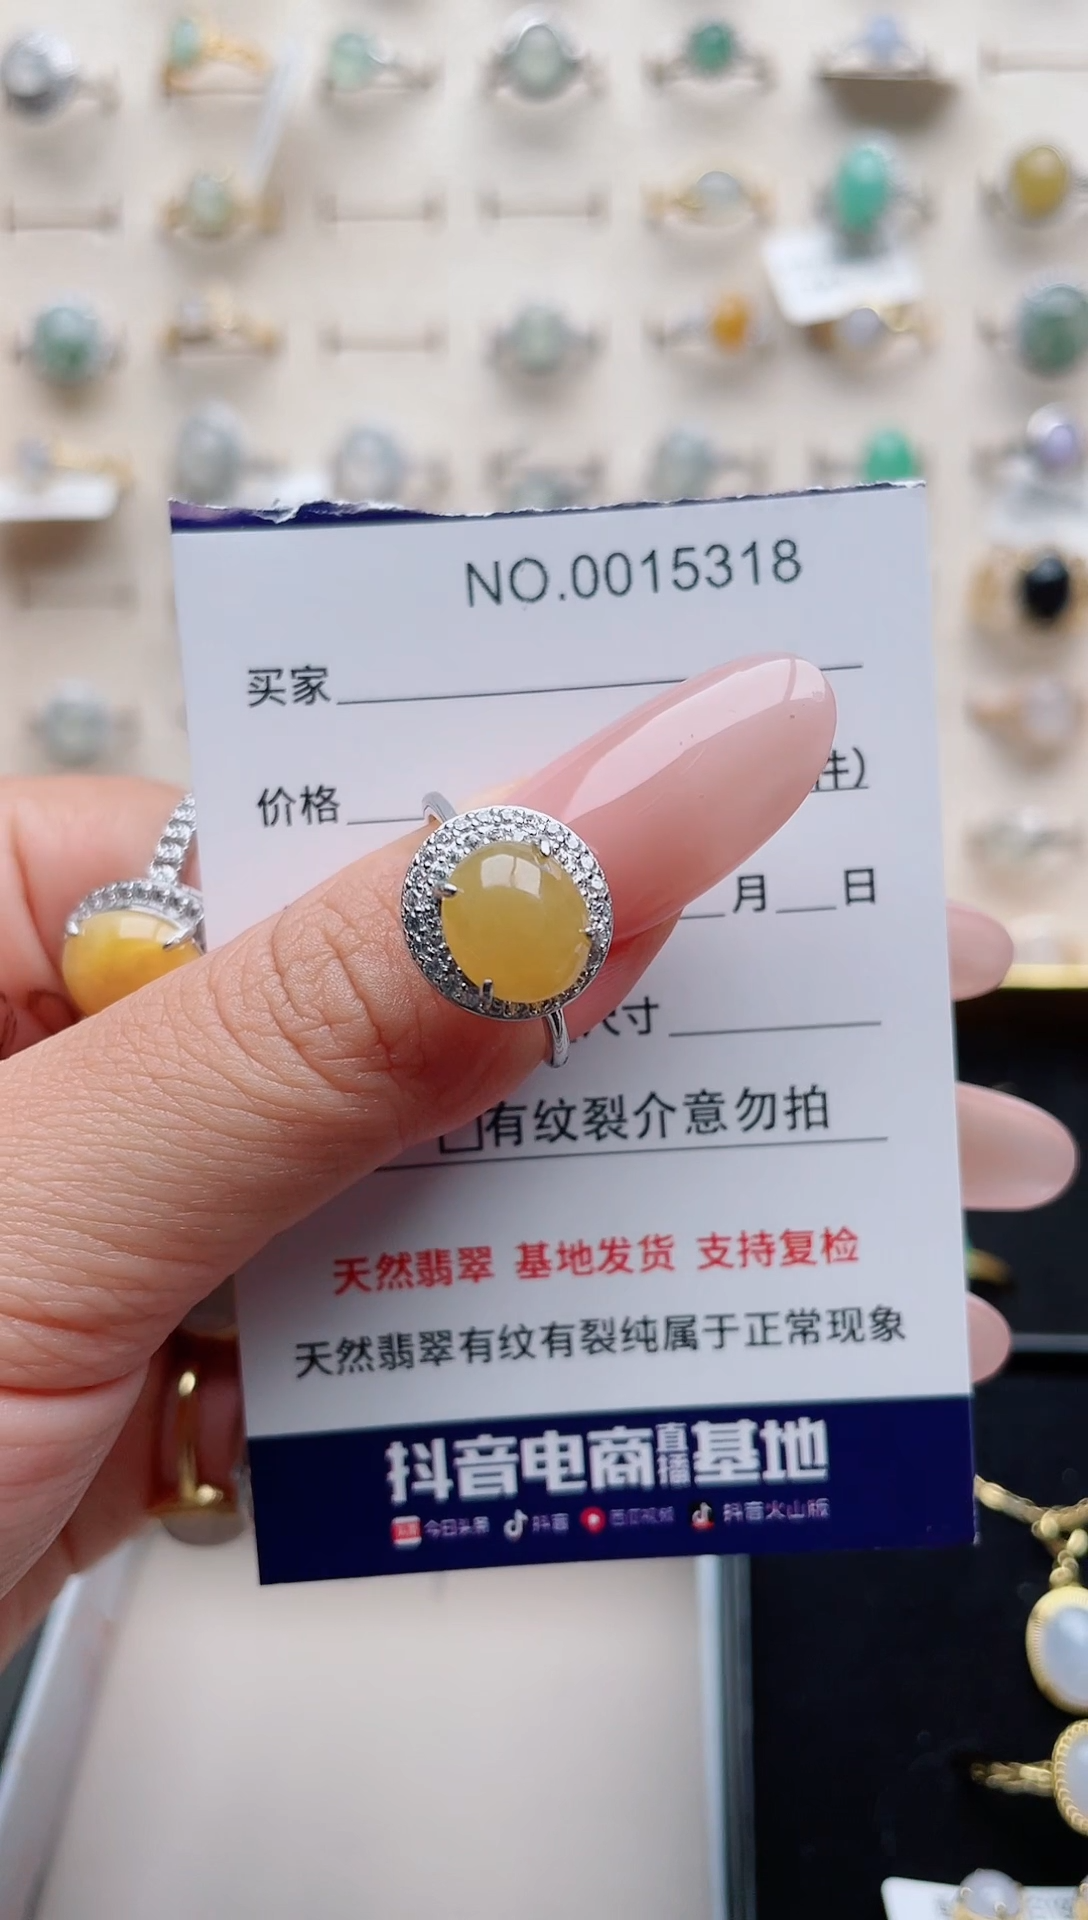 NO.0015318
买家
价格 件)
月 日
尺寸
□有纹裂介意勿拍
天然翡翠 基地发货 支持复检
天然翡翠有纹有裂纯属于正常现象
抖音电商直播基地
今日头条 抖音 西瓜视频 抖音火山版